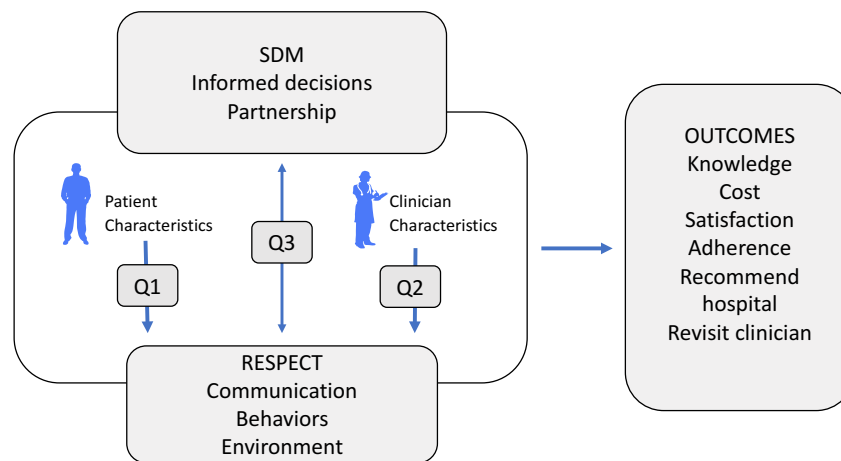 SDM
Informed decisions
Partnership
Patient
Characteristics
Clinician
Characteristics
Q3
Q1
Q2
RESPECT
Communication
Behaviors
Environment
OUTCOMES
Knowledge
Cost
Satisfaction
Adherence
Recommend
hospital
Revisit clinician